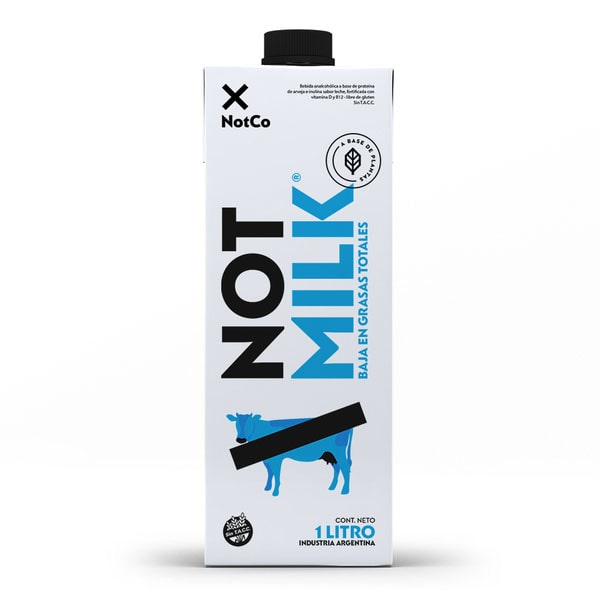 NotCo
Bebida analcohólica a base de proteína
de arveja e inulina sabor leche, fortificada con
vitamina D y B12 - libre de gluten
Sin T.A.C.C.
A BASE DE PLANTAS
NOT
MILK®
BAJA EN GRASAS TOTALES
Sin T.A.C.C.
CONT. NETO
1 LITRO
INDUSTRIA ARGENTINA